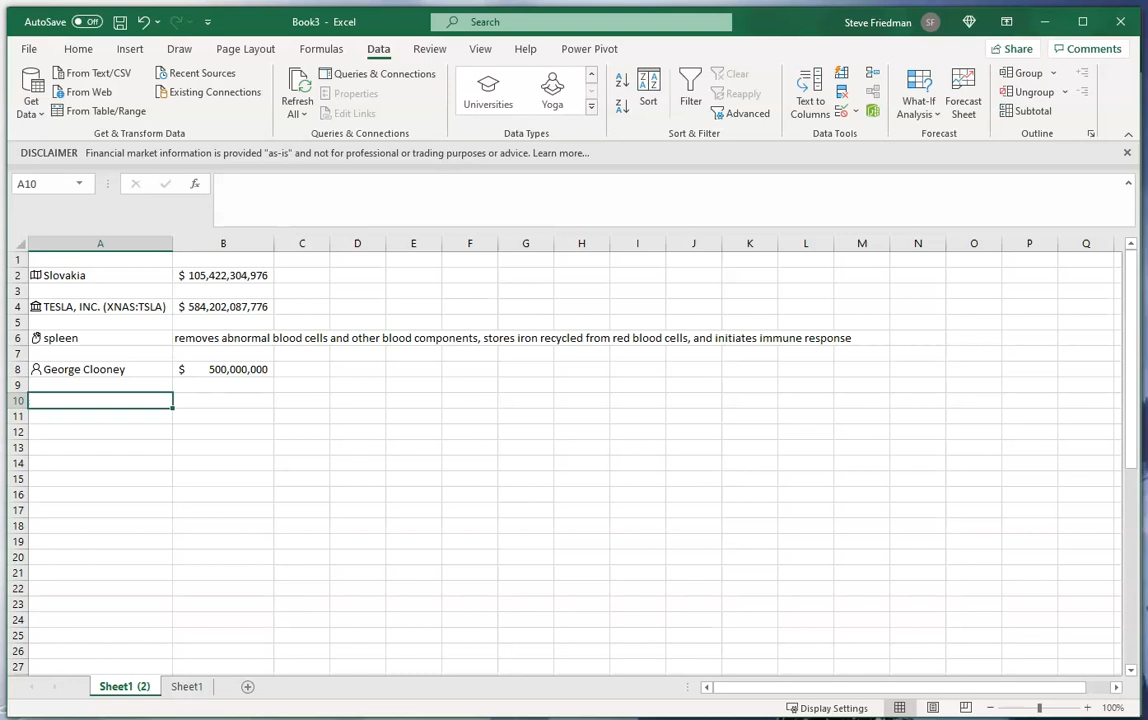 AutoSave Off Book3 - Excel Search Steve Friedman SF
File Home Insert Draw Page Layout Formulas Data Review View Help Power Pivot Share Comments
Get Data From Text/CSV From Web From Table/Range Recent Sources Existing Connections
Get & Transform Data
Refresh All Queries & Connections Properties Edit Links
Queries & Connections
Universities Yoga
Data Types
Sort Filter Clear Reapply Advanced
Sort & Filter
Text to Columns
Data Tools
What-If Analysis Forecast Sheet
Forecast
Group Ungroup Subtotal
Outline
DISCLAIMER Financial market information is provided "as-is" and not for professional or trading purposes or advice. Learn more...
A10 fx
A B C D E F G H I J K L M N O P Q
1
2 Slovakia $ 105,422,304,976
3
4 TESLA, INC. (XNAS:TSLA) $ 584,202,087,776
5
6 spleen removes abnormal blood cells and other blood components, stores iron recycled from red blood cells, and initiates immune response
7
8 George Clooney $ 500,000,000
9
10
11
12
13
14
15
16
17
18
19
20
21
22
23
24
25
26
27
Sheet1 (2) Sheet1
Display Settings 100%